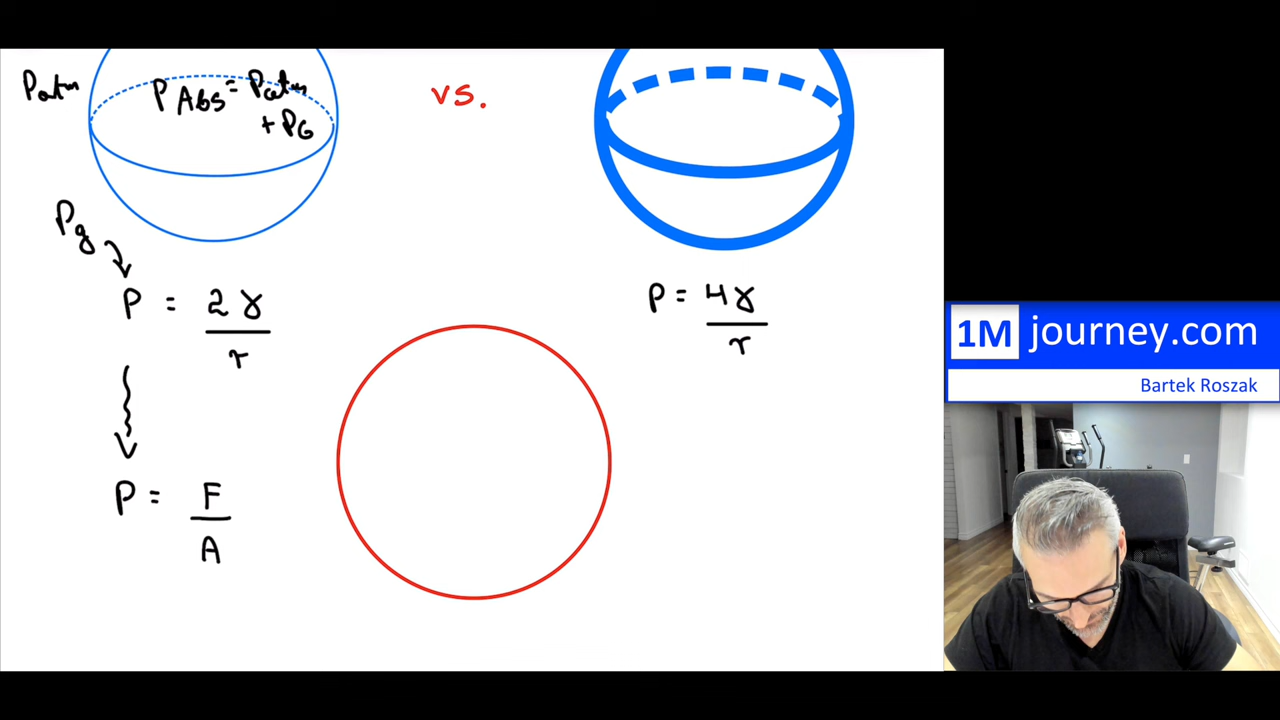 Patm
P Abs = Patm
+ PG
vs.
Pg
P = 2γ
r
P = 4γ
r
P = F
A
1M journey.com
Bartek Roszak